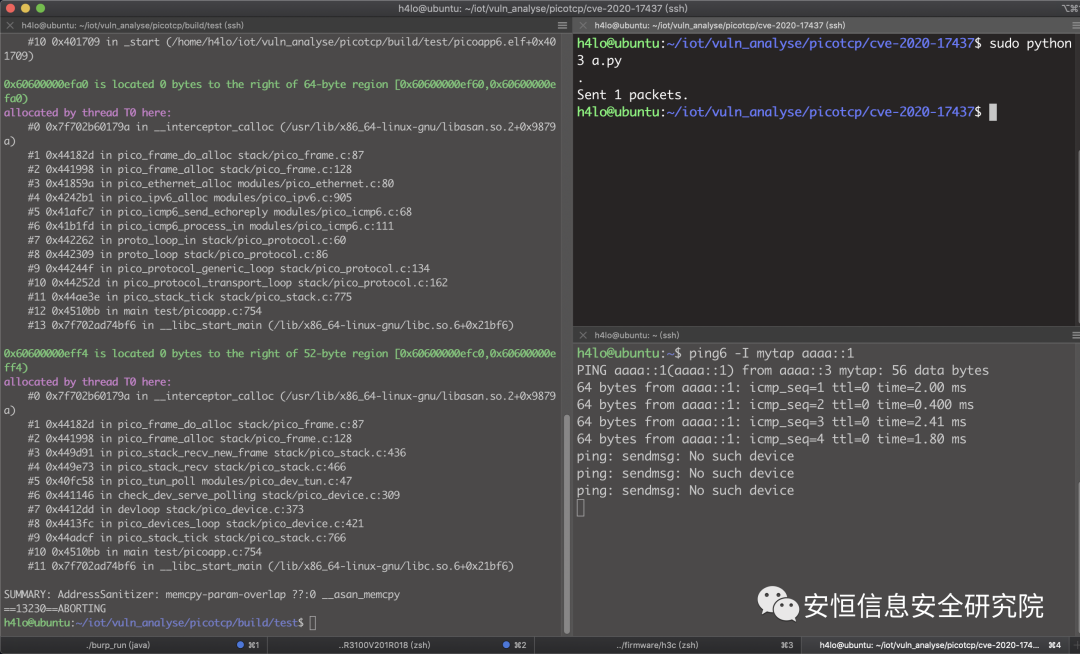 h4lo@ubuntu: ~/iot/vuln_analyse/picotcp/cve-2020-17437 (ssh)
h4lo@ubuntu: ~/iot/vuln_analyse/picotcp/build/test (ssh)
#10 0x401709 in _start (/home/h4lo/iot/vuln_analyse/picotcp/build/test/picoapp6.elf+0x40
1709)
0x60600000efa0 is located 0 bytes to the right of 64-byte region [0x60600000ef60,0x60600000e
fa0)
allocated by thread T0 here:
#0 0x7f702b60179a in __interceptor_calloc (/usr/lib/x86_64-linux-gnu/libasan.so.2+0x9879
a)
#1 0x44182d in pico_frame_do_alloc stack/pico_frame.c:87
#2 0x441998 in pico_frame_alloc stack/pico_frame.c:128
#3 0x41859a in pico_ethernet_alloc modules/pico_ethernet.c:80
#4 0x4242b1 in pico_ipv6_alloc modules/pico_ipv6.c:905
#5 0x41afc7 in pico_icmp6_send_echoreply modules/pico_icmp6.c:68
#6 0x41b1fd in pico_icmp6_process_in modules/pico_icmp6.c:111
#7 0x442262 in proto_loop_in stack/pico_protocol.c:60
#8 0x442309 in proto_loop stack/pico_protocol.c:86
#9 0x44244f in pico_protocol_generic_loop stack/pico_protocol.c:134
#10 0x44252d in pico_protocol_transport_loop stack/pico_protocol.c:162
#11 0x44ae3e in pico_stack_tick stack/pico_stack.c:775
#12 0x4510bb in main test/picoapp.c:754
#13 0x7f702ad74bf6 in __libc_start_main (/lib/x86_64-linux-gnu/libc.so.6+0x21bf6)
0x60600000eff4 is located 0 bytes to the right of 52-byte region [0x60600000efc0,0x60600000e
ff4)
allocated by thread T0 here:
#0 0x7f702b60179a in __interceptor_calloc (/usr/lib/x86_64-linux-gnu/libasan.so.2+0x9879
a)
#1 0x44182d in pico_frame_do_alloc stack/pico_frame.c:87
#2 0x441998 in pico_frame_alloc stack/pico_frame.c:128
#3 0x449d91 in pico_stack_recv_new_frame stack/pico_stack.c:436
#4 0x449e73 in pico_stack_recv stack/pico_stack.c:466
#5 0x40fc58 in pico_tun_poll modules/pico_dev_tun.c:47
#6 0x441146 in check_dev_serve_polling stack/pico_device.c:309
#7 0x4412dd in devloop stack/pico_device.c:373
#8 0x4413fc in pico_devices_loop stack/pico_device.c:421
#9 0x44adcf in pico_stack_tick stack/pico_stack.c:766
#10 0x4510bb in main test/picoapp.c:754
#11 0x7f702ad74bf6 in __libc_start_main (/lib/x86_64-linux-gnu/libc.so.6+0x21bf6)
SUMMARY: AddressSanitizer: memcpy-param-overlap ??:0 __asan_memcpy
==13230==ABORTING
h4lo@ubuntu:~/iot/vuln_analyse/picotcp/build/test$
h4lo@ubuntu: ~/iot/vuln_analyse/picotcp/cve-2020-17437 (ssh)
h4lo@ubuntu:~/iot/vuln_analyse/picotcp/cve-2020-17437$ sudo python
3 a.py
.
Sent 1 packets.
h4lo@ubuntu:~/iot/vuln_analyse/picotcp/cve-2020-17437$
h4lo@ubuntu: ~ (ssh)
h4lo@ubuntu:~$ ping6 -I mytap aaaa::1
PING aaaa::1(aaaa::1) from aaaa::3 mytap: 56 data bytes
64 bytes from aaaa::1: icmp_seq=1 ttl=0 time=2.00 ms
64 bytes from aaaa::1: icmp_seq=2 ttl=0 time=0.400 ms
64 bytes from aaaa::1: icmp_seq=3 ttl=0 time=2.41 ms
64 bytes from aaaa::1: icmp_seq=4 ttl=0 time=1.80 ms
ping: sendmsg: No such device
ping: sendmsg: No such device
ping: sendmsg: No such device
安恒信息安全研究院
./burp_run (java) ⌘1 ..R3100V201R018 (zsh) ⌘2 ../firmware/h3c (zsh) ⌘3 h4lo@ubuntu: ~/iot/vuln_analyse/picotcp/cve-2020-174... ⌘4